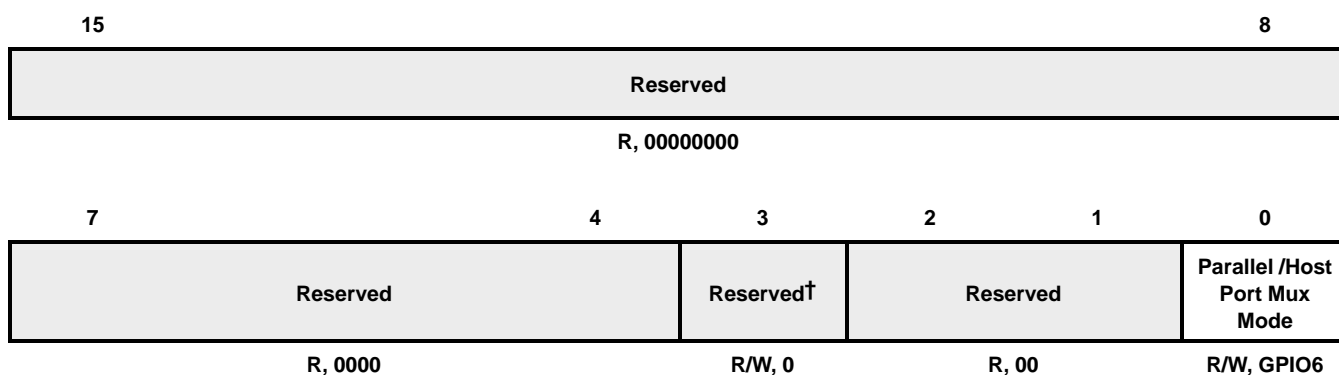 15 8
Reserved
R, 00000000
7 4 3 2 1 0
Reserved Reserved† Reserved Parallel /Host
Port Mux
Mode
R, 0000 R/W, 0 R, 00 R/W, GPIO6